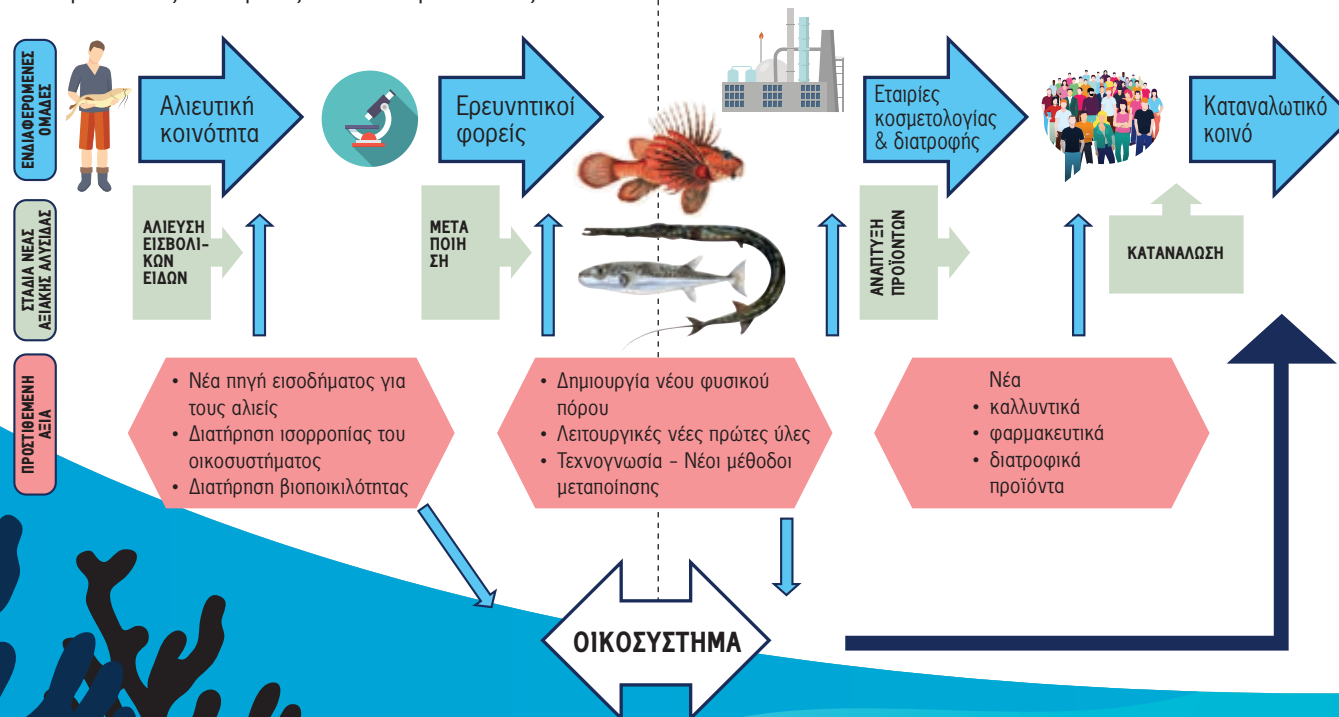 ΕΝΔΙΑΦΕΡΟΜΕΝΕΣ
ΟΜΑΔΕΣ
Αλιευτική
κοινότητα
Ερευνητικοί
φορείς
Εταιρίες
κοσμετολογίας
& διατροφής
Καταναλωτικό
κοινό
ΣΤΑΔΙΑ ΝΕΑΣ
ΑΞΙΑΚΗΣ ΑΛΥΣΙΔΑΣ
ΑΛΙΕΥΣΗ
ΕΙΣΒΟΛΙ-
ΚΩΝ
ΕΙΔΩΝ
ΜΕΤΑ
ΠΟΙΗ
ΣΗ
ΑΝΑΠΤΥΞΗ
ΠΡΟΪΟΝΤΩΝ
ΚΑΤΑΝΑΛΩΣΗ
ΠΡΟΣΤΙΘΕΜΕΝΗ
ΑΞΙΑ
• Νέα πηγή εισοδήματος για
τους αλιείς
• Διατήρηση ισορροπίας του
οικοσυστήματος
• Διατήρηση βιοποικιλότητας
• Δημιουργία νέου φυσικού
πόρου
• Λειτουργικές νέες πρώτες ύλες
• Τεχνογνωσία – Νέοι μέθοδοι
μεταποίησης
Νέα
• καλλυντικά
• φαρμακευτικά
• διατροφικά
προϊόντα
ΟΙΚΟΣΥΣΤΗΜΑ